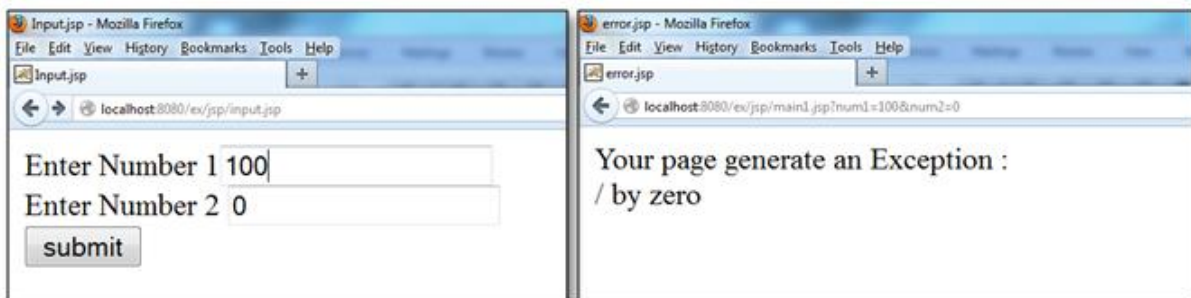 Input.jsp - Mozilla Firefox
File Edit View History Bookmarks Tools Help
Input.jsp +
localhost:8080/ex/jsp/input.jsp
Enter Number 1 100
Enter Number 2 0
submit
error.jsp - Mozilla Firefox
File Edit View History Bookmarks Tools Help
error.jsp +
localhost:8080/ex/jsp/main1.jsp?num1=100&num2=0
Your page generate an Exception :
/ by zero